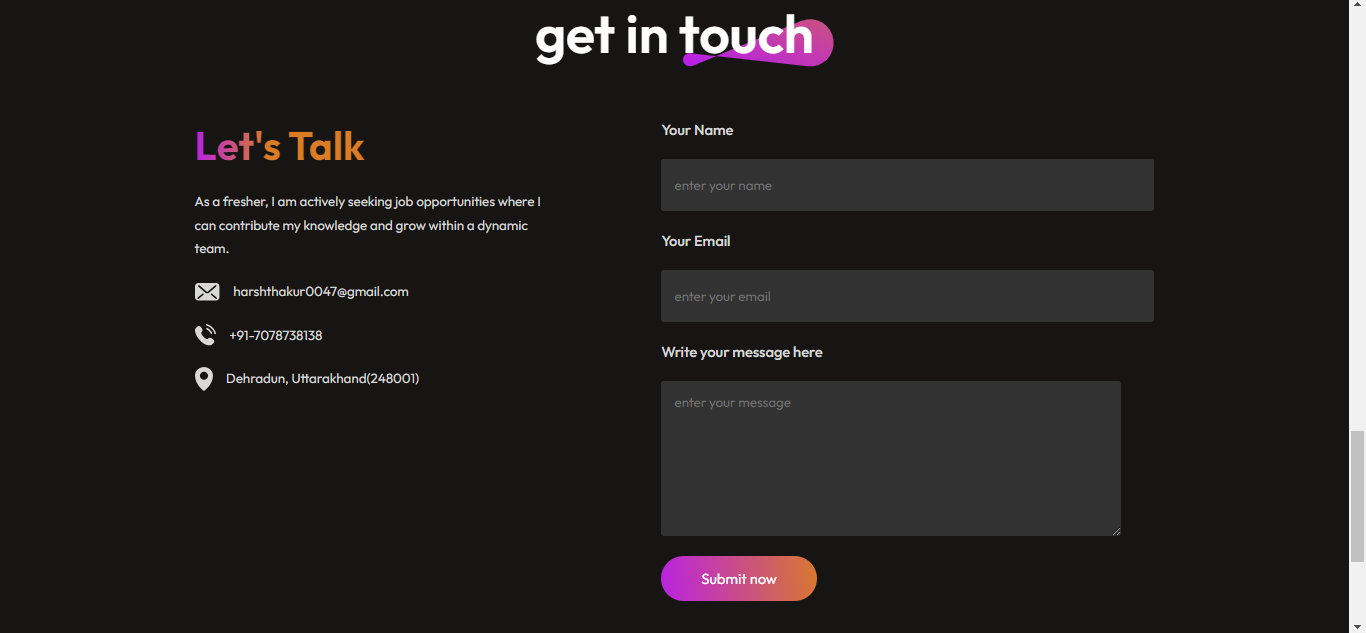 get in touch
Let's Talk
As a fresher, I am actively seeking job opportunities where I
can contribute my knowledge and grow within a dynamic
team.
harshthakur0047@gmail.com
+91-7078738138
Dehradun, Uttarakhand(248001)
Your Name
enter your name
Your Email
enter your email
Write your message here
enter your message
Submit now